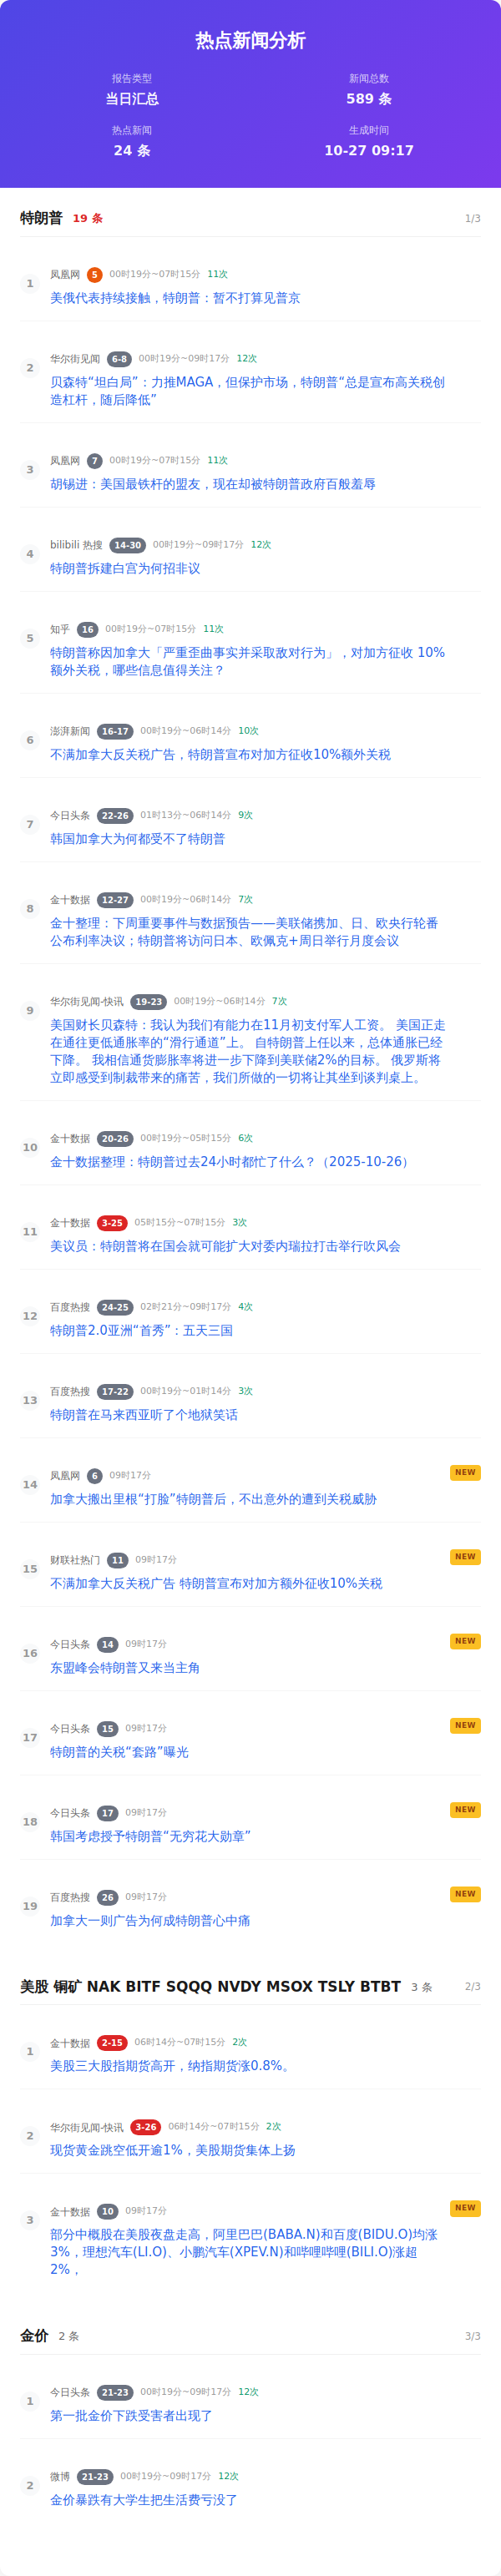 热点新闻分析
报告类型
当日汇总
新闻总数
589 条
热点新闻
24 条
生成时间
10-27 09:17
特朗普 19 条 1/3
1
凤凰网 5 00时19分~07时15分 11次
美俄代表持续接触，特朗普：暂不打算见普京
2
华尔街见闻 6-8 00时19分~09时17分 12次
贝森特“坦白局”：力推MAGA，但保护市场，特朗普“总是宣布高关税创
造杠杆，随后降低”
3
凤凰网 7 00时19分~07时15分 11次
胡锡进：美国最铁杆的盟友，现在却被特朗普政府百般羞辱
4
bilibili 热搜 14-30 00时19分~09时17分 12次
特朗普拆建白宫为何招非议
5
知乎 16 00时19分~07时15分 11次
特朗普称因加拿大「严重歪曲事实并采取敌对行为」，对加方征收 10%
额外关税，哪些信息值得关注？
6
澎湃新闻 16-17 00时19分~06时14分 10次
不满加拿大反关税广告，特朗普宣布对加方征收10%额外关税
7
今日头条 22-26 01时13分~06时14分 9次
韩国加拿大为何都受不了特朗普
8
金十数据 12-27 00时19分~06时14分 7次
金十整理：下周重要事件与数据预告——美联储携加、日、欧央行轮番
公布利率决议；特朗普将访问日本、欧佩克+周日举行月度会议
9
华尔街见闻-快讯 19-23 00时19分~06时14分 7次
美国财长贝森特：我认为我们有能力在11月初支付军人工资。 美国正走
在通往更低通胀率的“滑行通道”上。 自特朗普上任以来，总体通胀已经
下降。 我相信通货膨胀率将进一步下降到美联储2%的目标。 俄罗斯将
立即感受到制裁带来的痛苦，我们所做的一切将让其坐到谈判桌上。
10
金十数据 20-26 00时19分~05时15分 6次
金十数据整理：特朗普过去24小时都忙了什么？（2025-10-26）
11
金十数据 3-25 05时15分~07时15分 3次
美议员：特朗普将在国会就可能扩大对委内瑞拉打击举行吹风会
12
百度热搜 24-25 02时21分~09时17分 4次
特朗普2.0亚洲“首秀”：五天三国
13
百度热搜 17-22 00时19分~01时14分 3次
特朗普在马来西亚听了个地狱笑话
14
凤凰网 6 09时17分 NEW
加拿大搬出里根“打脸”特朗普后，不出意外的遭到关税威胁
15
财联社热门 11 09时17分 NEW
不满加拿大反关税广告 特朗普宣布对加方额外征收10%关税
16
今日头条 14 09时17分 NEW
东盟峰会特朗普又来当主角
17
今日头条 15 09时17分 NEW
特朗普的关税“套路”曝光
18
今日头条 17 09时17分 NEW
韩国考虑授予特朗普“无穷花大勋章”
19
百度热搜 26 09时17分 NEW
加拿大一则广告为何成特朗普心中痛
美股 铜矿 NAK BITF SQQQ NVDY MSOX TSLY BTBT 3 条 2/3
1
金十数据 2-15 06时14分~07时15分 2次
美股三大股指期货高开，纳指期货涨0.8%。
2
华尔街见闻-快讯 3-26 06时14分~07时15分 2次
现货黄金跳空低开逾1%，美股期货集体上扬
3
金十数据 10 09时17分 NEW
部分中概股在美股夜盘走高，阿里巴巴(BABA.N)和百度(BIDU.O)均涨
3%，理想汽车(LI.O)、小鹏汽车(XPEV.N)和哔哩哔哩(BILI.O)涨超
2%，
金价 2 条 3/3
1
今日头条 21-23 00时19分~09时17分 12次
第一批金价下跌受害者出现了
2
微博 21-23 00时19分~09时17分 12次
金价暴跌有大学生把生活费亏没了